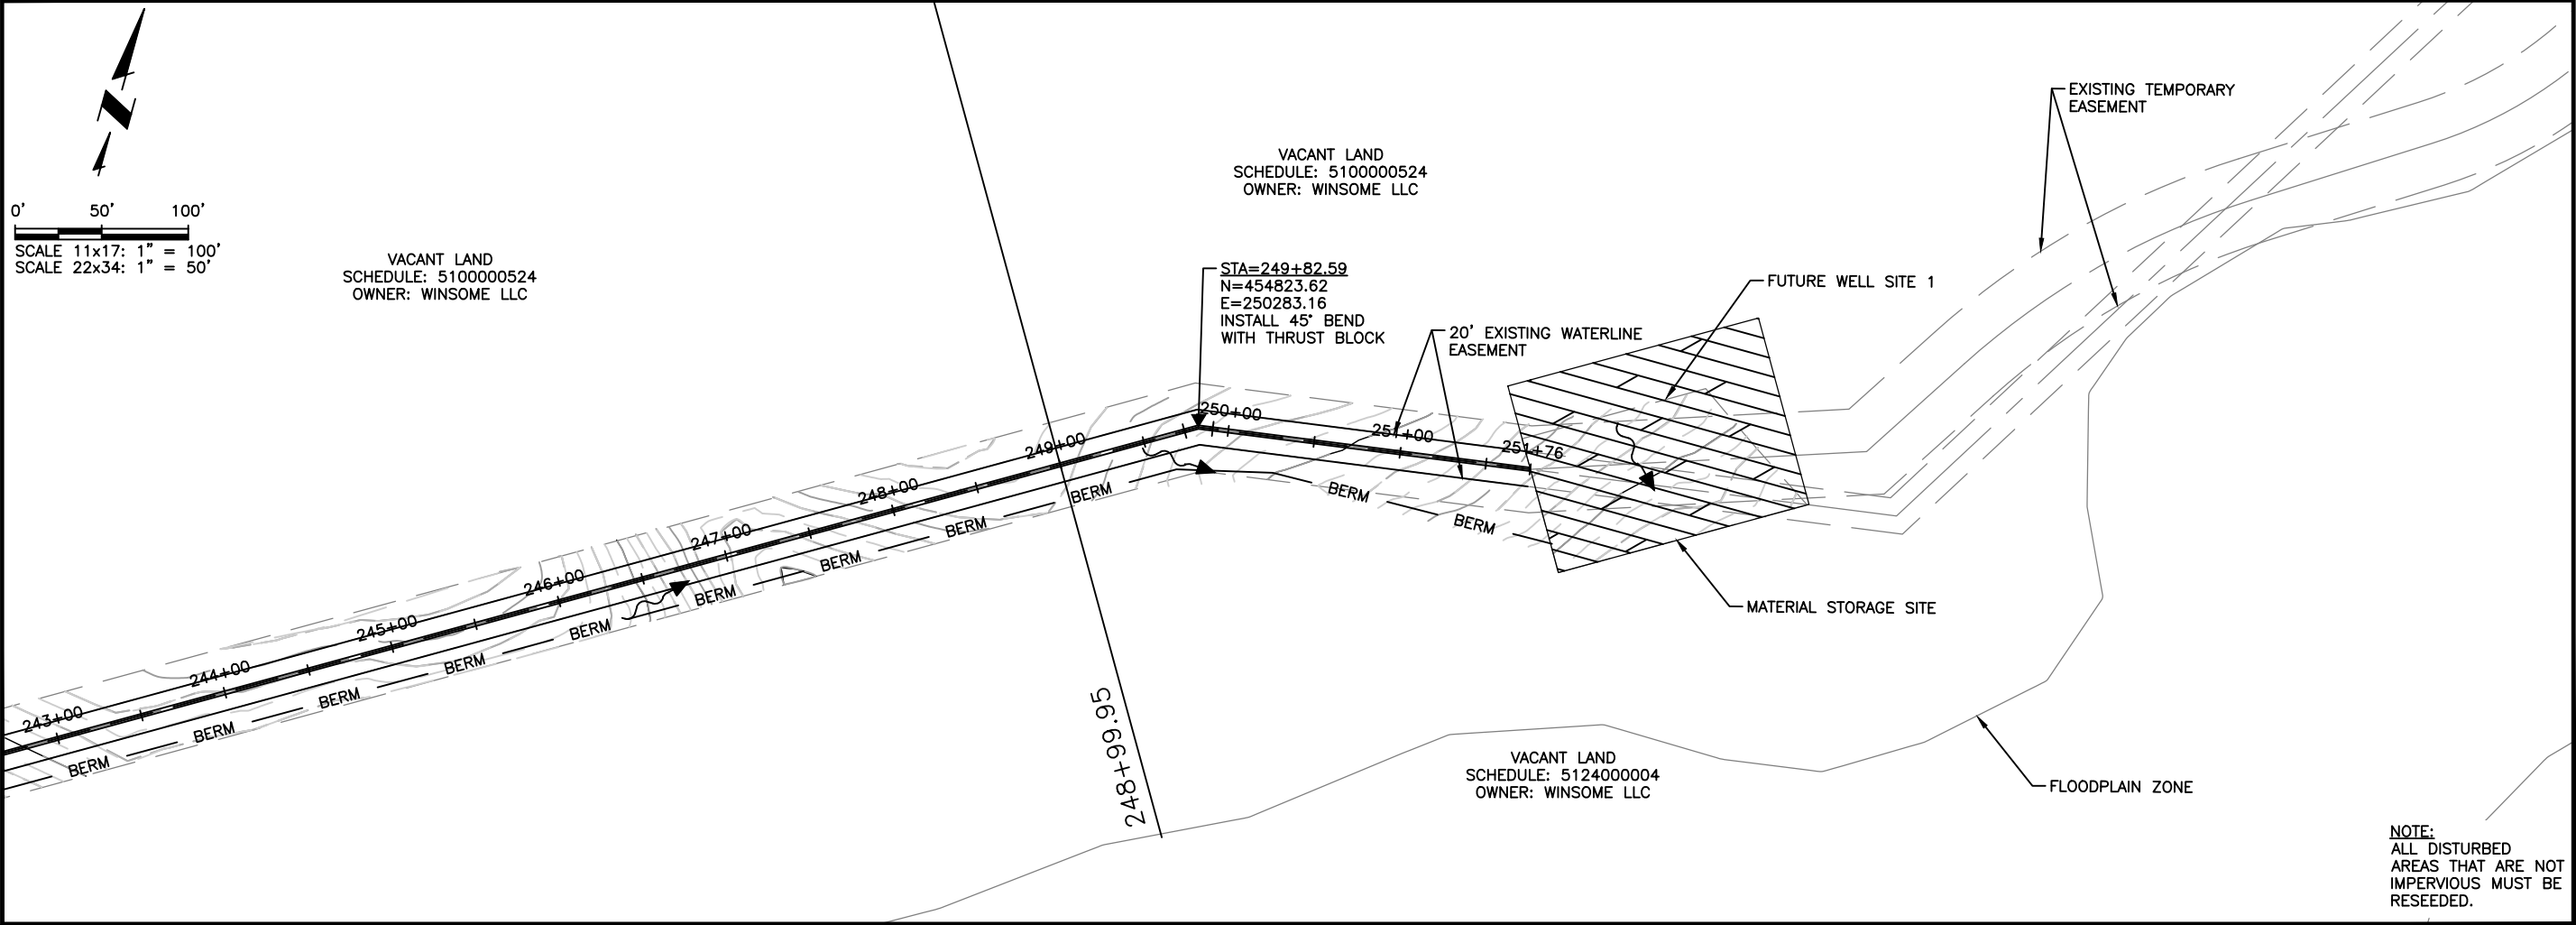 N
0' 50' 100'
SCALE 11x17: 1" = 100'
SCALE 22x34: 1" = 50'
VACANT LAND
SCHEDULE: 5100000524
OWNER: WINSOME LLC
VACANT LAND
SCHEDULE: 5100000524
OWNER: WINSOME LLC
EXISTING TEMPORARY
EASEMENT
STA=249+82.59
N=454823.62
E=250283.16
INSTALL 45° BEND
WITH THRUST BLOCK
20' EXISTING WATERLINE
EASEMENT
FUTURE WELL SITE 1
243+00
244+00
245+00
246+00
247+00
248+00
249+00
250+00
251+00
251+76
BERM
BERM
BERM
BERM
BERM
BERM
BERM
BERM
BERM
BERM
BERM
MATERIAL STORAGE SITE
248+99.95
VACANT LAND
SCHEDULE: 5124000004
OWNER: WINSOME LLC
FLOODPLAIN ZONE
NOTE:
ALL DISTURBED
AREAS THAT ARE NOT
IMPERVIOUS MUST BE
RESEEDED.